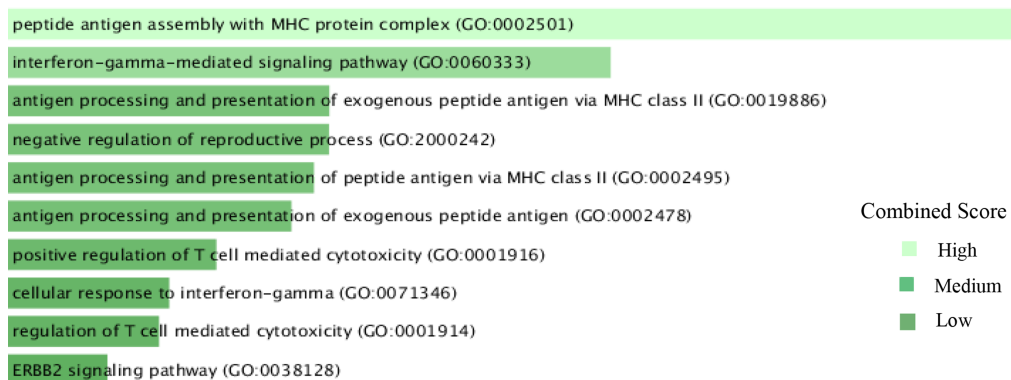 peptide antigen assembly with MHC protein complex (GO:0002501)
interferon-gamma-mediated signaling pathway (GO:0060333)
antigen processing and presentation of exogenous peptide antigen via MHC class II (GO:0019886)
negative regulation of reproductive process (GO:2000242)
antigen processing and presentation of peptide antigen via MHC class II (GO:0002495)
antigen processing and presentation of exogenous peptide antigen (GO:0002478)
positive regulation of T cell mediated cytotoxicity (GO:0001916)
cellular response to interferon-gamma (GO:0071346)
regulation of T cell mediated cytotoxicity (GO:0001914)
ERBB2 signaling pathway (GO:0038128)
Combined Score
High
Medium
Low